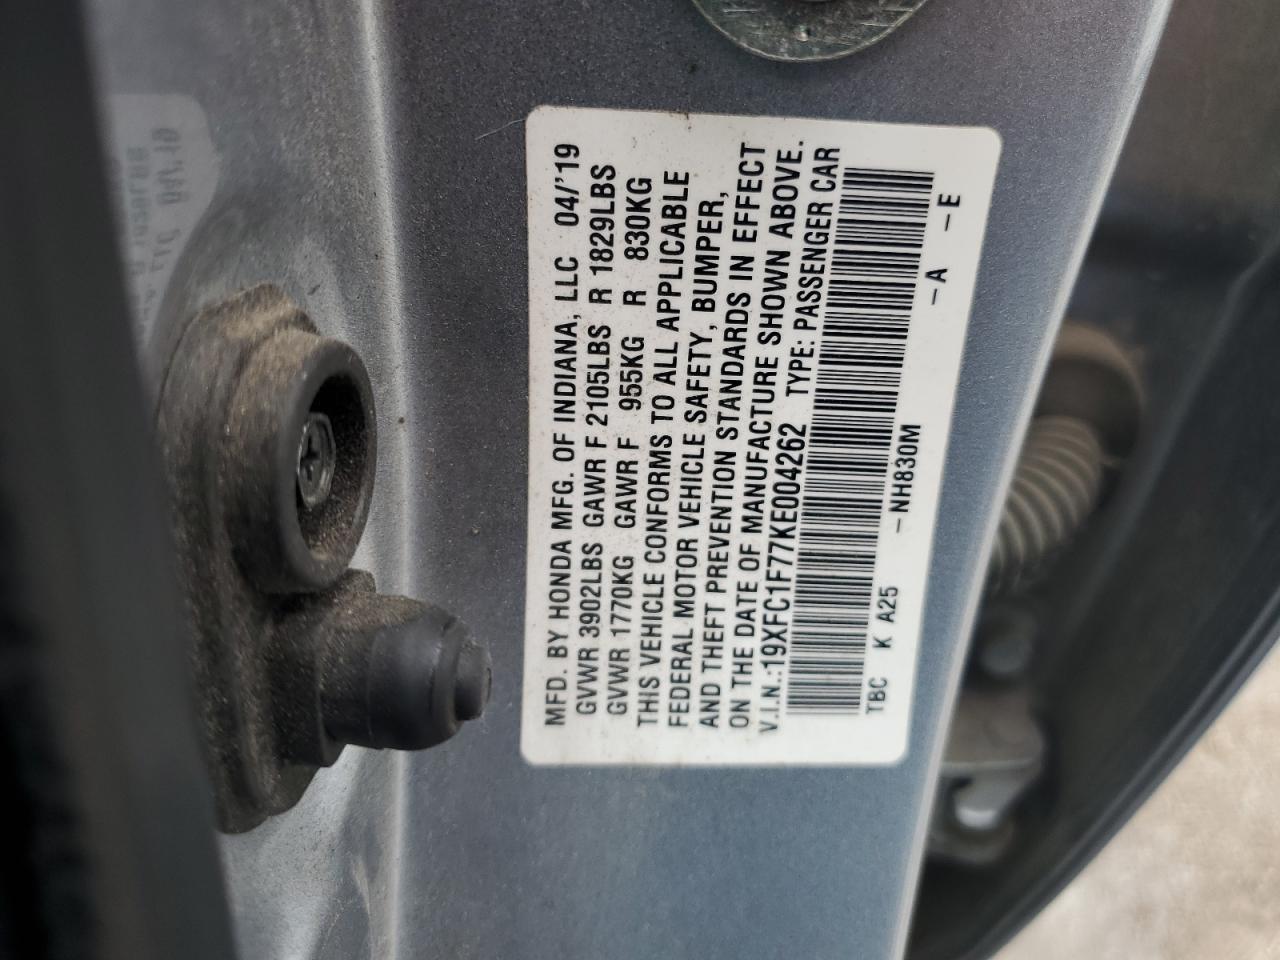 MFD. BY HONDA MFG. OF INDIANA, LLC 04/'19
GVWR 3902LBS GAWR F 2105LBS R 1829LBS
GVWR 1770KG GAWR F 955KG R 830KG
THIS VEHICLE CONFORMS TO ALL APPLICABLE
FEDERAL MOTOR VEHICLE SAFETY, BUMPER,
AND THEFT PREVENTION STANDARDS IN EFFECT
ON THE DATE OF MANUFACTURE SHOWN ABOVE.
V.I.N.:19XFC1F77KE004262 TYPE: PASSENGER CAR
TBC K A25 -NH830M -A -E